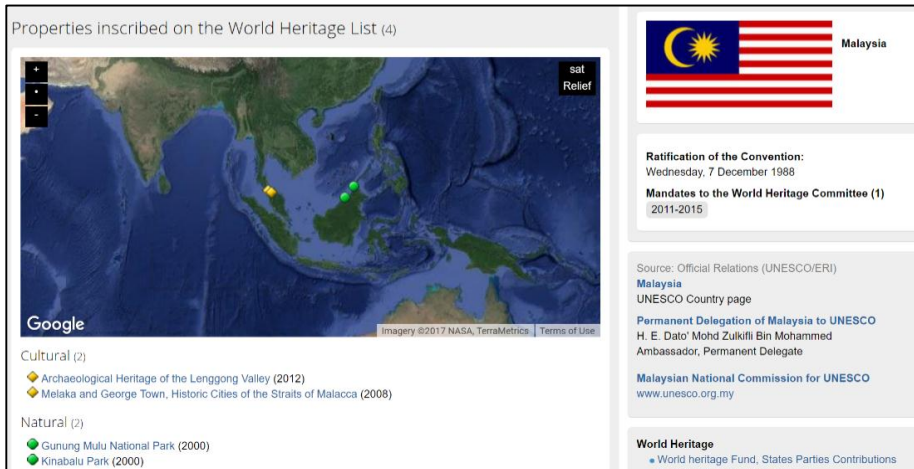 Properties inscribed on the World Heritage List (4)
+
▪
-
sat
Relief
Google
Imagery ©2017 NASA, TerraMetrics
Terms of Use
Cultural (2)
Archaeological Heritage of the Lenggong Valley (2012)
Melaka and George Town, Historic Cities of the Straits of Malacca (2008)
Natural (2)
Gunung Mulu National Park (2000)
Kinabalu Park (2000)
Malaysia
Ratification of the Convention:
Wednesday, 7 December 1988
Mandates to the World Heritage Committee (1)
2011-2015
Source: Official Relations (UNESCO/ERI)
Malaysia
UNESCO Country page
Permanent Delegation of Malaysia to UNESCO
H. E. Dato' Mohd Zulkifli Bin Mohammed
Ambassador, Permanent Delegate
Malaysian National Commission for UNESCO
www.unesco.org.my
World Heritage
• World heritage Fund, States Parties Contributions